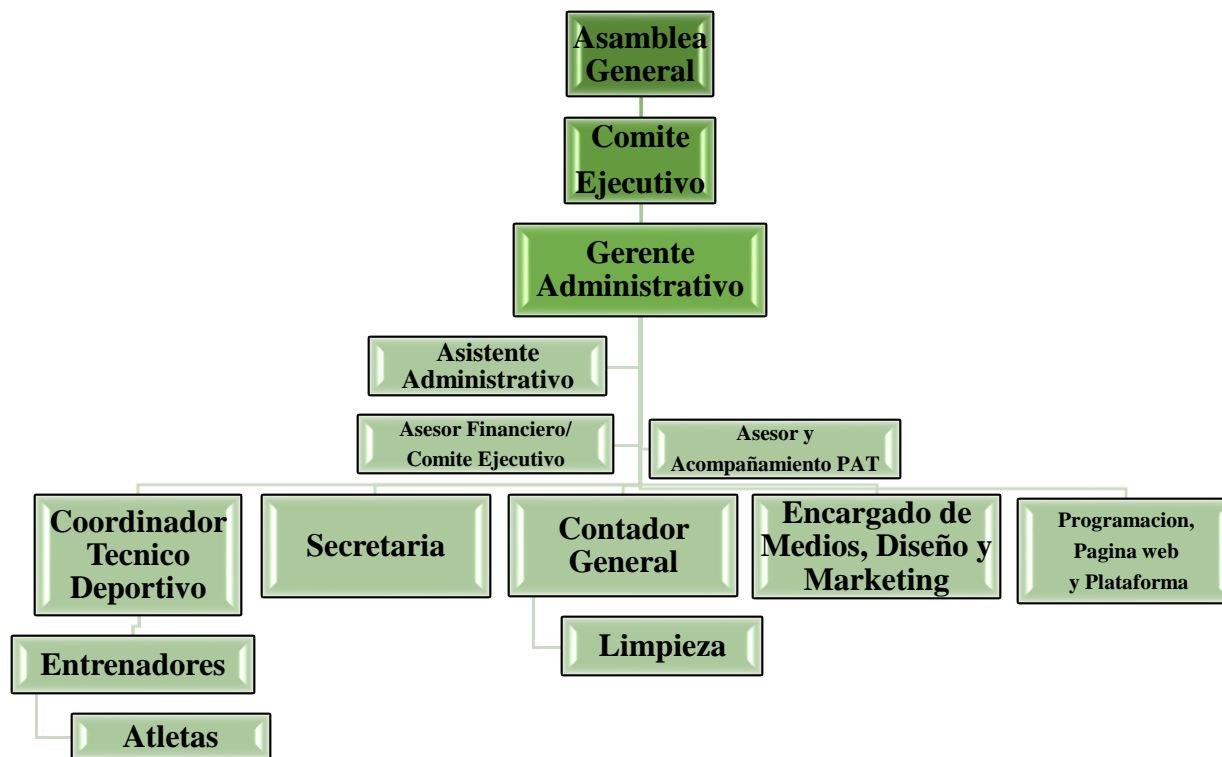 Asamblea
General
Comite
Ejecutivo
Gerente
Administrativo
Asistente
Administrativo
Asesor Financiero/
Comite Ejecutivo
Asesor y
Acompañamiento PAT
Coordinador
Tecnico
Deportivo
Secretaria
Contador
General
Encargado de
Medios, Diseño y
Marketing
Programacion,
Pagina web
y Plataforma
Entrenadores
Limpieza
Atletas